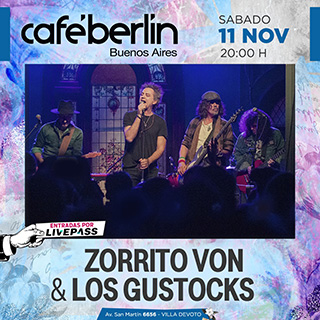 cafébérlin
Buenos Aires
SABADO
11 NOV
20:00 H
ENTRADAS POR
LIVEPASS
ZORRITO VON
& LOS GUSTOCKS
Av. San Martín 6656 - VILLA DEVOTO